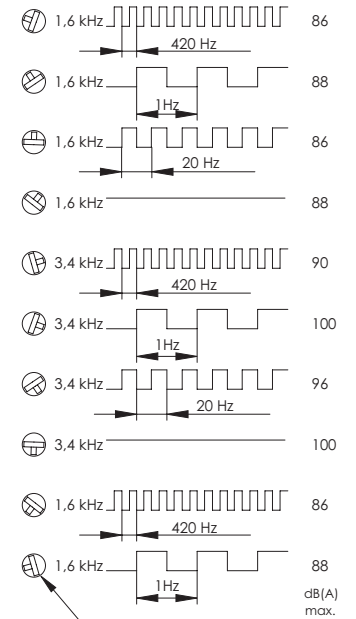 1,6 kHz 86
420 Hz
1,6 kHz 88
1Hz
1,6 kHz 86
20 Hz
1,6 kHz 88
3,4 kHz 90
420 Hz
3,4 kHz 100
1Hz
3,4 kHz 96
20 Hz
3,4 kHz 100
1,6 kHz 86
420 Hz
1,6 kHz 88
1Hz
dB(A)
max.